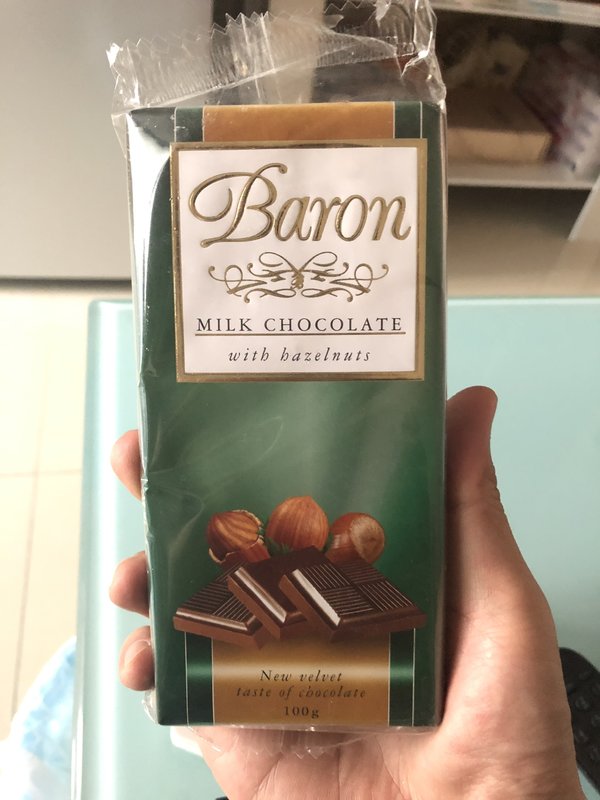 Baron
MILK CHOCOLATE
with hazelnuts
New velvet
taste of chocolate
100g